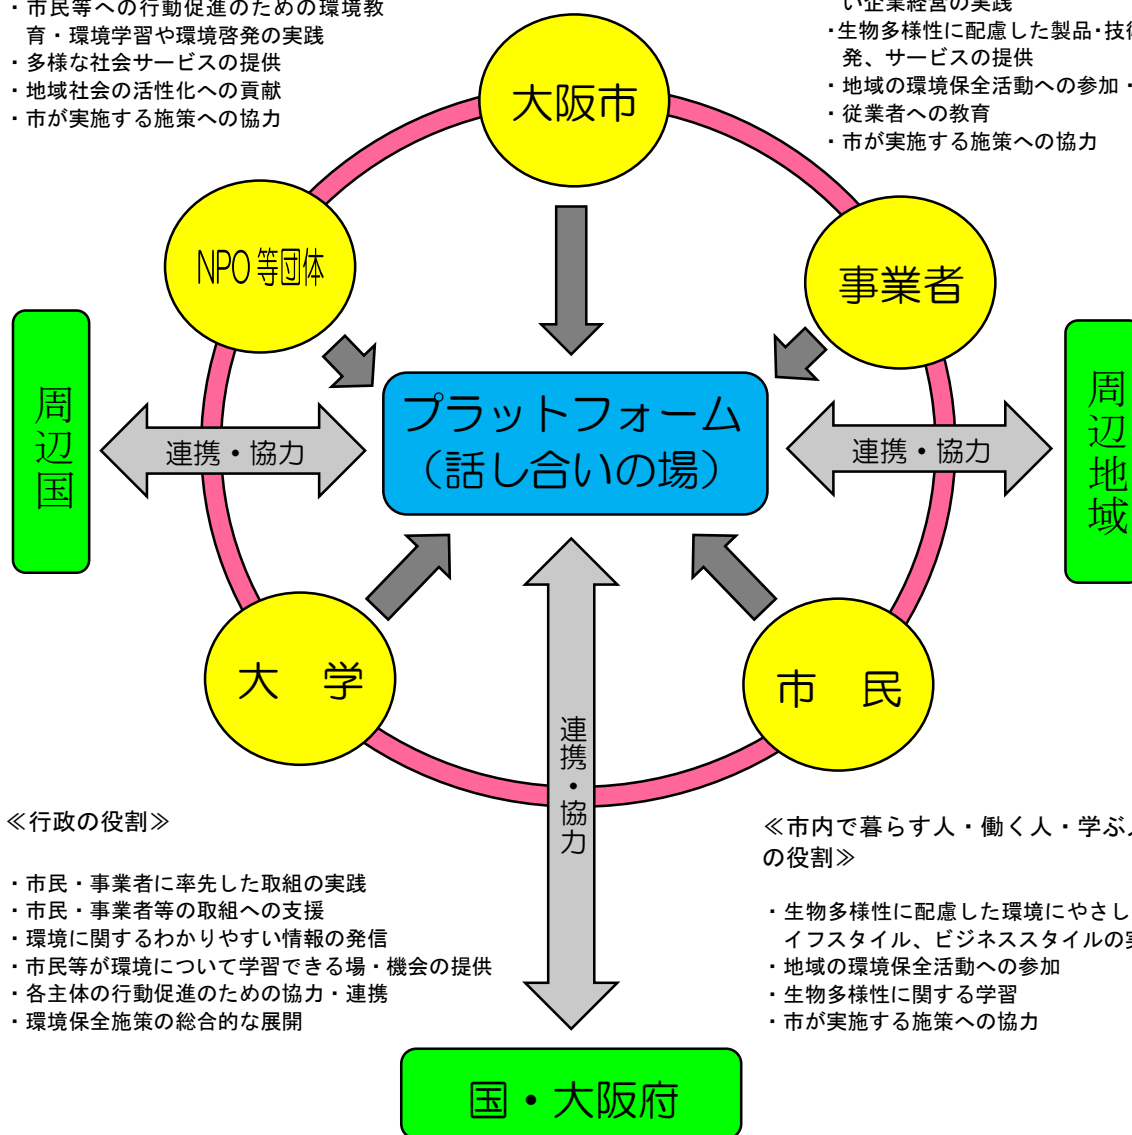 ・市民等への行動促進のための環境教
育・環境学習や環境啓発の実践
・多様な社会サービスの提供
・地域社会の活性化への貢献
・市が実施する施策への協力
い企業経営の実践
・生物多様性に配慮した製品・技術
発、サービスの提供
・地域の環境保全活動への参加・
・従業者への教育
・市が実施する施策への協力
大阪市
NPO等団体
事業者
周辺国
連携・協力
プラットフォーム
（話し合いの場）
連携・協力
周辺地域
大　学
市　民
連携・協力
≪行政の役割≫
・市民・事業者に率先した取組の実践
・市民・事業者等の取組への支援
・環境に関するわかりやすい情報の発信
・市民等が環境について学習できる場・機会の提供
・各主体の行動促進のための協力・連携
・環境保全施策の総合的な展開
≪市内で暮らす人・働く人・学ぶ人
の役割≫
・生物多様性に配慮した環境にやさし
イフスタイル、ビジネススタイルの実
・地域の環境保全活動への参加
・生物多様性に関する学習
・市が実施する施策への協力
国・大阪府